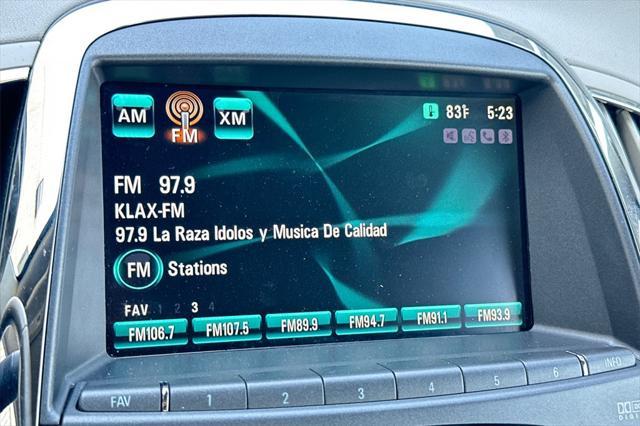 AM FM XM 83°F 5:23
FM 97.9
KLAX-FM
97.9 La Raza Idolos y Musica De Calidad
FM Stations
FAV 1 2 3 4
FM106.7 FM107.5 FM89.9 FM94.7 FM91.1 FM93.9
FAV 1 2 3 4 5 6 INFO